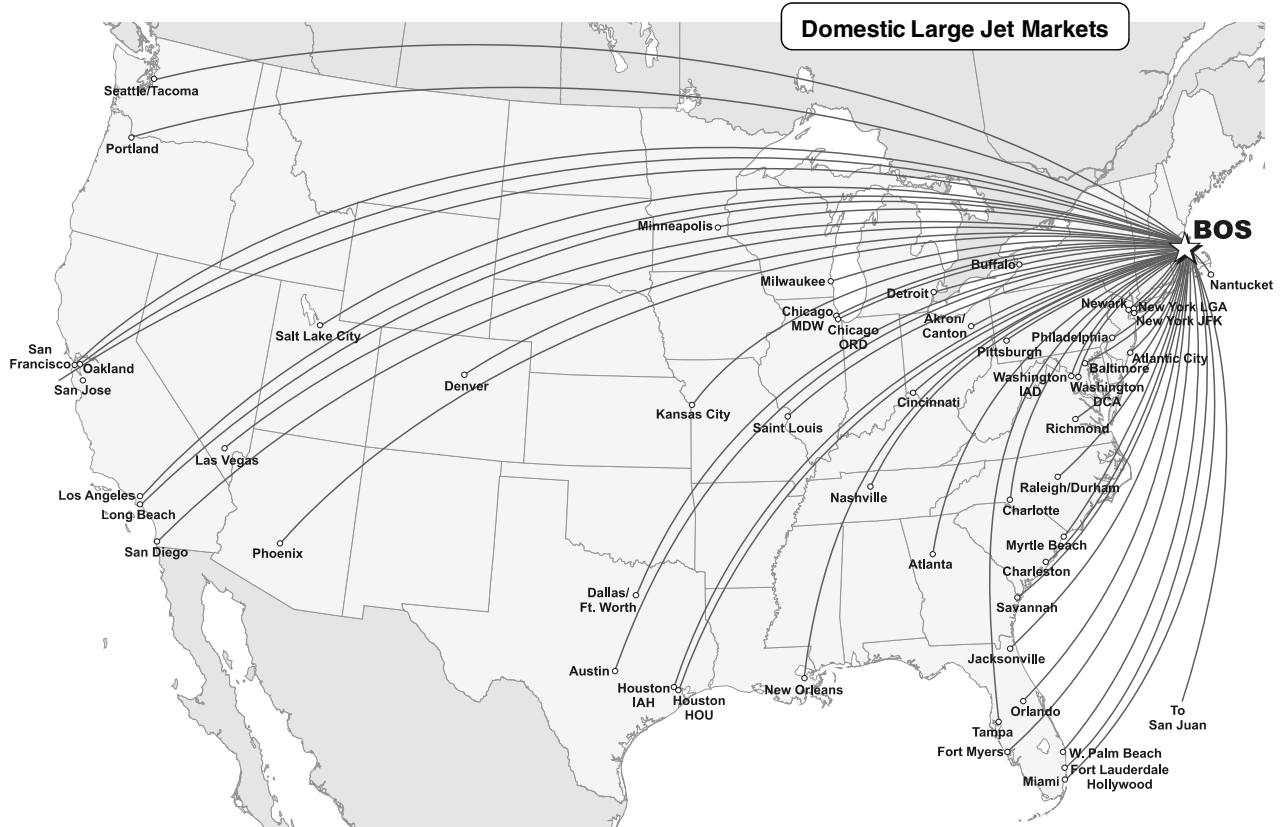 Domestic Large Jet Markets
Seattle/Tacoma
Portland
BOS
Minneapolis
Buffalo
Nantucket
Milwaukee
Detroit
Newark
New York LGA
New York JFK
Chicago
MDW
Chicago
ORD
Akron/
Canton
Philadelphia
Pittsburgh
Atlantic City
Baltimore
Washington
IAD
Washington
DCA
Salt Lake City
San
Francisco
Oakland
San Jose
Denver
Kansas City
Saint Louis
Cincinnati
Richmond
Las Vegas
Los Angeles
Long Beach
San Diego
Phoenix
Nashville
Raleigh/Durham
Charlotte
Myrtle Beach
Atlanta
Charleston
Savannah
Dallas/
Ft. Worth
Jacksonville
Austin
Houston
IAH
Houston
HOU
New Orleans
Orlando
To
San Juan
Tampa
Fort Myers
W. Palm Beach
Fort Lauderdale
Hollywood
Miami